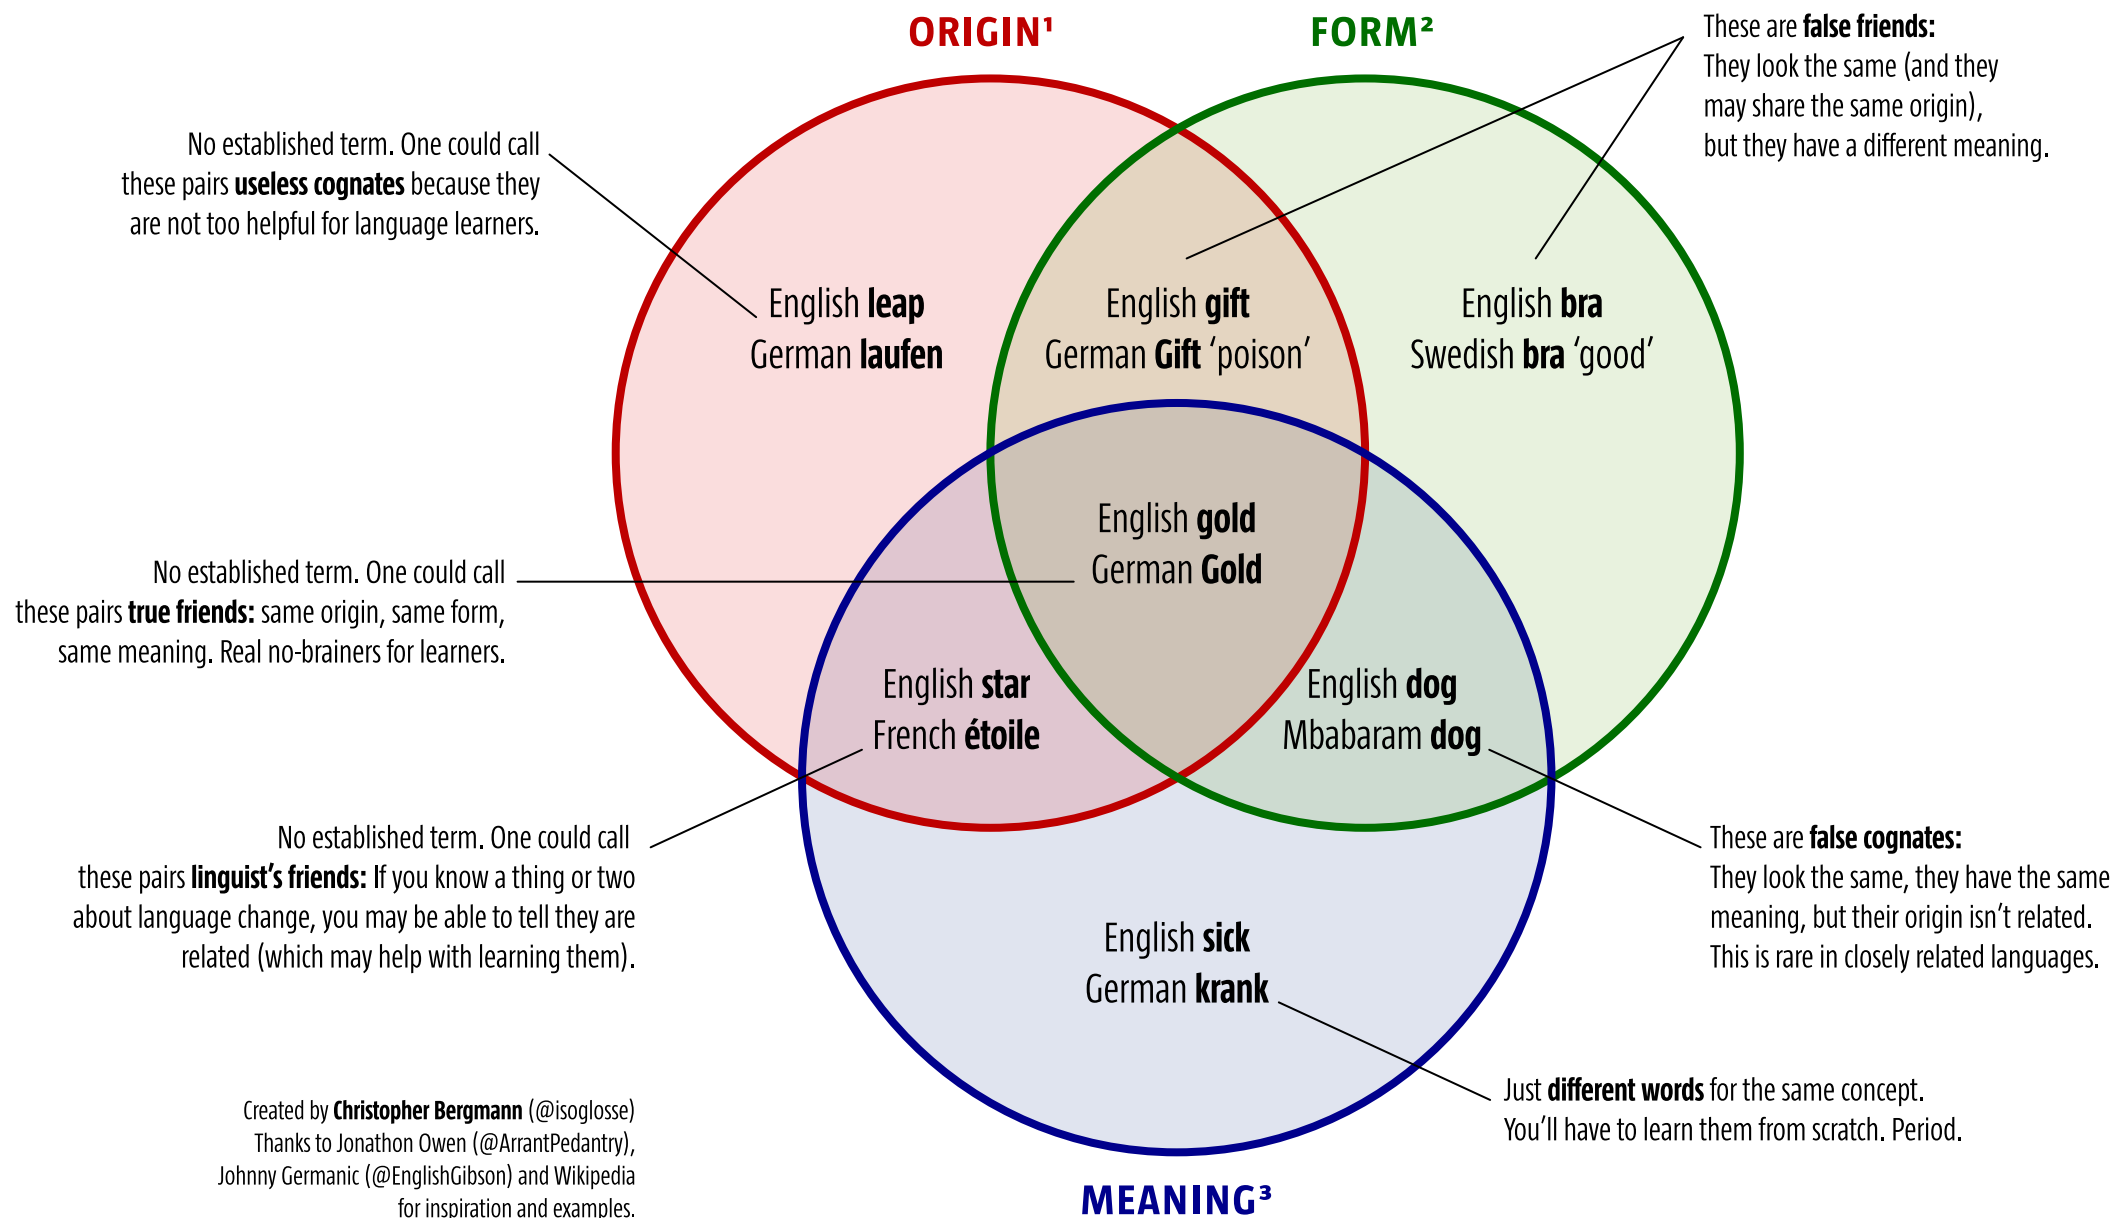 ORIGIN¹
FORM²
These are false friends:
They look the same (and they
may share the same origin),
but they have a different meaning.
No established term. One could call
these pairs useless cognates because they
are not too helpful for language learners.
English leap
German laufen
English gift
German Gift ‘poison’
English bra
Swedish bra ‘good’
English gold
German Gold
No established term. One could call
these pairs true friends: same origin, same form,
same meaning. Real no-brainers for learners.
English star
French étoile
English dog
Mbabaram dog
No established term. One could call
these pairs linguist’s friends: If you know a thing or two
about language change, you may be able to tell they are
related (which may help with learning them).
These are false cognates:
They look the same, they have the same
meaning, but their origin isn’t related.
This is rare in closely related languages.
English sick
German krank
Just different words for the same concept.
You’ll have to learn them from scratch. Period.
Created by Christopher Bergmann (@isoglosse)
Thanks to Jonathon Owen (@ArrantPedantry),
Johnny Germanic (@EnglishGibson) and Wikipedia
for inspiration and examples.
MEANING³